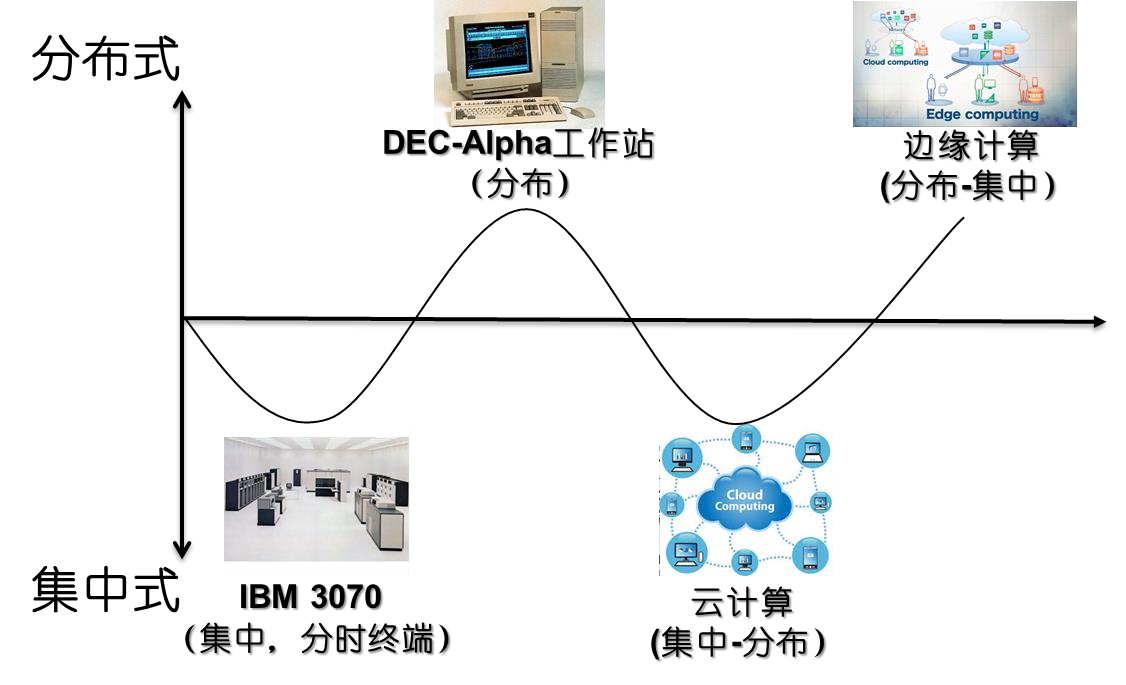 分布式
DEC-Alpha工作站
（分布）
Cloud computing
Edge computing
边缘计算
(分布-集中）
集中式
IBM 3070
（集中，分时终端）
Cloud
Computing
云计算
(集中-分布）